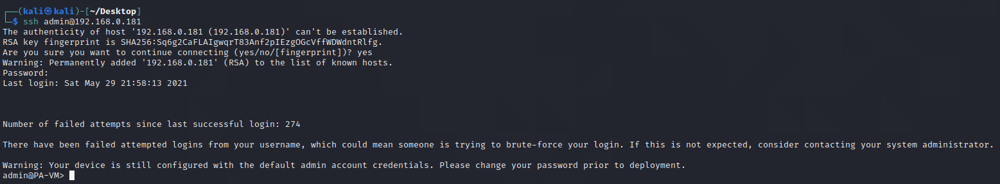 ┌──(kali㉿kali)-[~/Desktop]
└─$ ssh admin@192.168.0.181
The authenticity of host '192.168.0.181 (192.168.0.181)' can't be established.
RSA key fingerprint is SHA256:Sq6g2CaFLAIgwqrT83Anf2pIEzgOGcVffWDWdntRlfg.
Are you sure you want to continue connecting (yes/no/[fingerprint])? yes
Warning: Permanently added '192.168.0.181' (RSA) to the list of known hosts.
Password:
Last login: Sat May 29 21:58:13 2021
Number of failed attempts since last successful login: 274
There have been failed attempted logins from your username, which could mean someone is trying to brute-force your login. If this is not expected, consider contacting your system administrator.
Warning: Your device is still configured with the default admin account credentials. Please change your password prior to deployment.
admin@PA-VM>